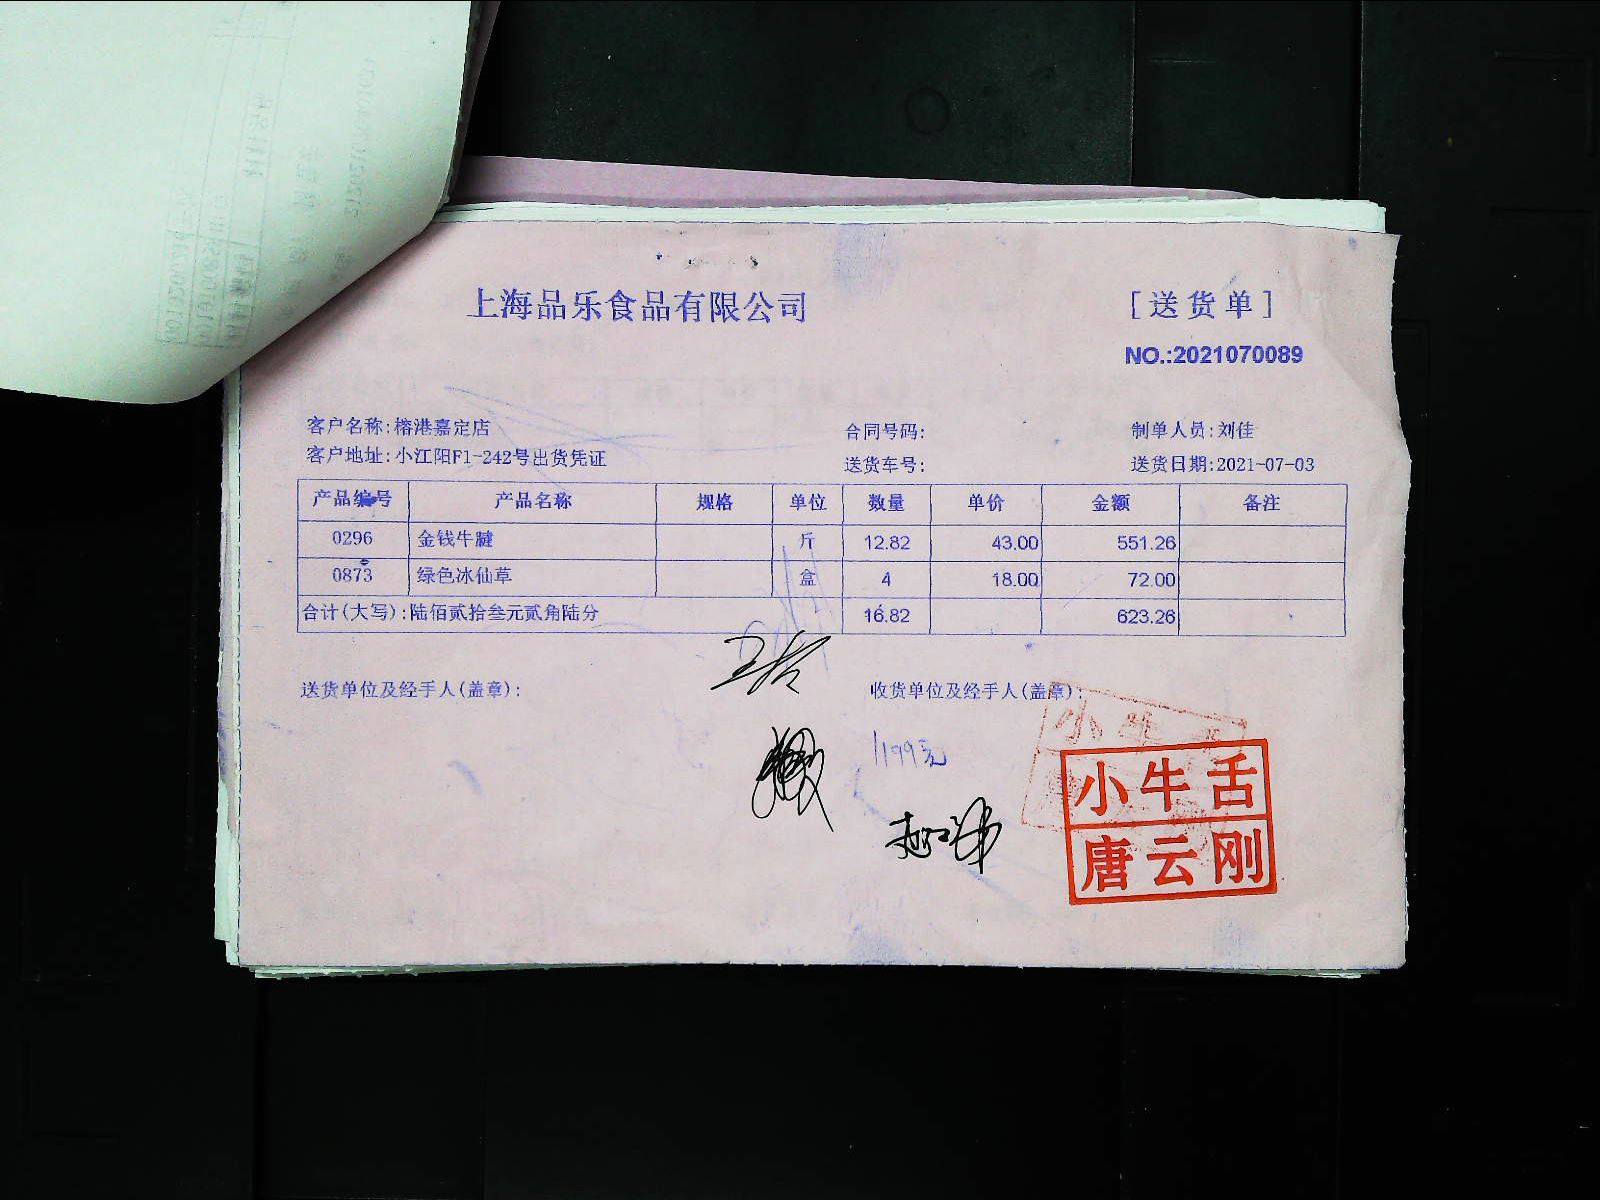 上海品乐食品有限公司
[送货单]
NO.:2021070089
客户名称:榕港嘉定店 合同号码: 制单人员:刘佳
客户地址:小江阳F1-242号出货凭证 送货车号: 送货日期:2021-07-03
产品编号 产品名称 规格 单位 数量 单价 金额 备注
0296 金钱牛腱 斤 12.82 43.00 551.26
0873 绿色冰仙草 盒 4 18.00 72.00
合计(大写):陆佰贰拾叁元贰角陆分 16.82 623.26
送货单位及经手人(盖章): 收货单位及经手人(盖章):
小牛舌
唐云刚